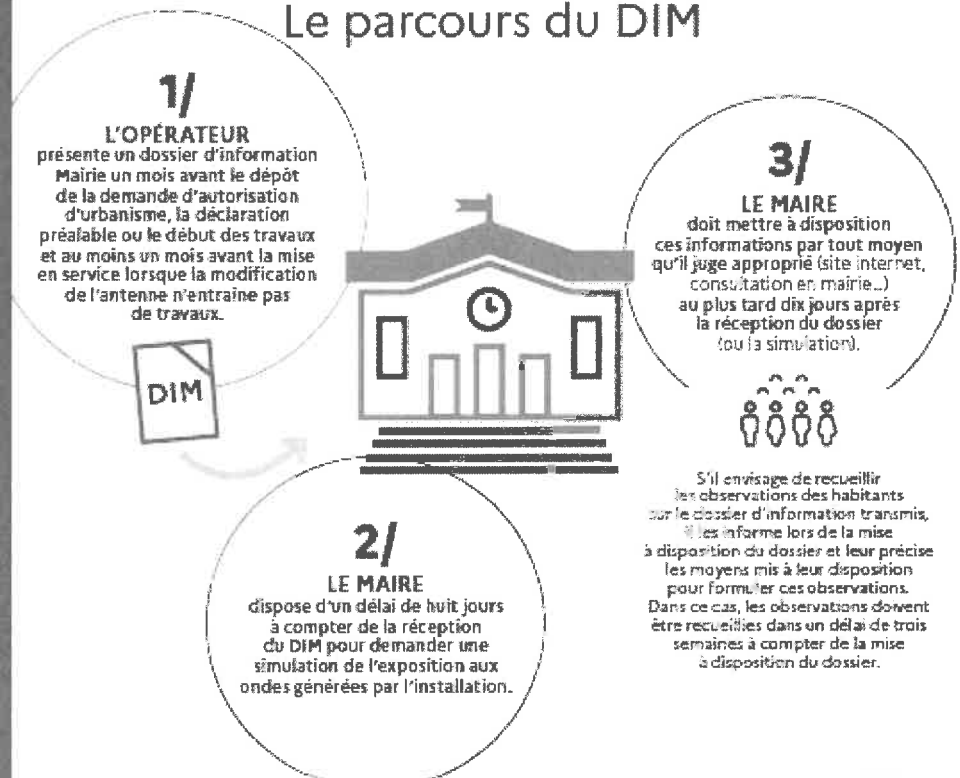 Le parcours du DIM
1/
L'OPÉRATEUR
présente un dossier d'information
Mairie un mois avant le dépôt
de la demande d'autorisation
d'urbanisme, la déclaration
préalable ou le début des travaux
et au moins un mois avant la mise
en service lorsque la modification
de l'antenne n'entraîne pas
de travaux.
DIM
2/
LE MAIRE
dispose d'un délai de huit jours
à compter de la réception
du DIM pour demander une
simulation de l'exposition aux
ondes générées par l'installation.
3/
LE MAIRE
doit mettre à disposition
ces informations par tout moyen
qu'il juge approprié (site internet,
consultation en mairie...)
au plus tard dix jours après
la réception du dossier
(ou la simulation).
S'il envisage de recueillir
les observations des habitants
sur le dossier d'information transmis,
il les informe lors de la mise
à disposition du dossier et leur précise
les moyens mis à leur disposition
pour formuler ces observations.
Dans ce cas, les observations doivent
être recueillies dans un délai de trois
semaines à compter de la mise
à disposition du dossier.